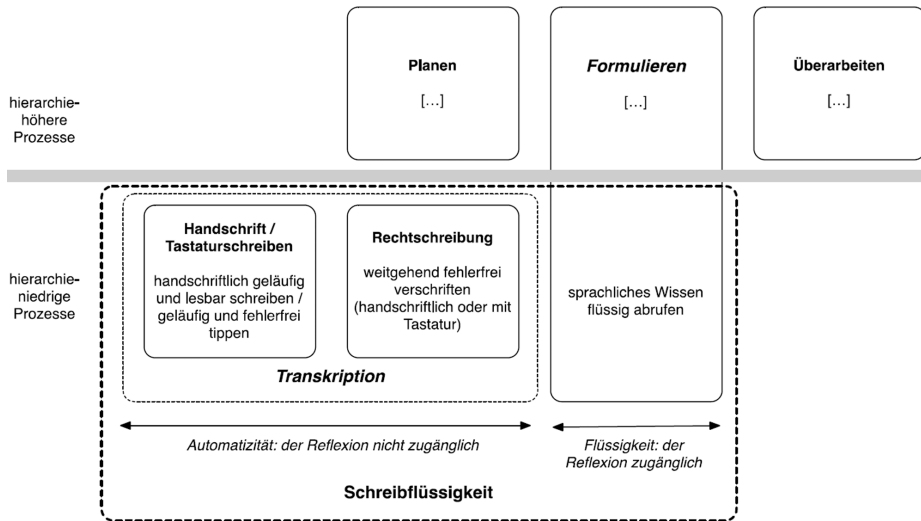 Planen
[…]
Formulieren
[…]
Überarbeiten
[…]
hierarchie-
höhere
Prozesse
hierarchie-
niedrige
Prozesse
Handschrift /
Tastaturschreiben
handschriftlich geläufig
und lesbar schreiben /
geläufig und fehlerfrei
tippen
Rechtschreibung
weitgehend fehlerfrei
verschriften
(handschriftlich oder mit
Tastatur)
sprachliches Wissen
flüssig abrufen
Transkription
Automatizität: der Reflexion nicht zugänglich
Flüssigkeit: der
Reflexion zugänglich
Schreibflüssigkeit